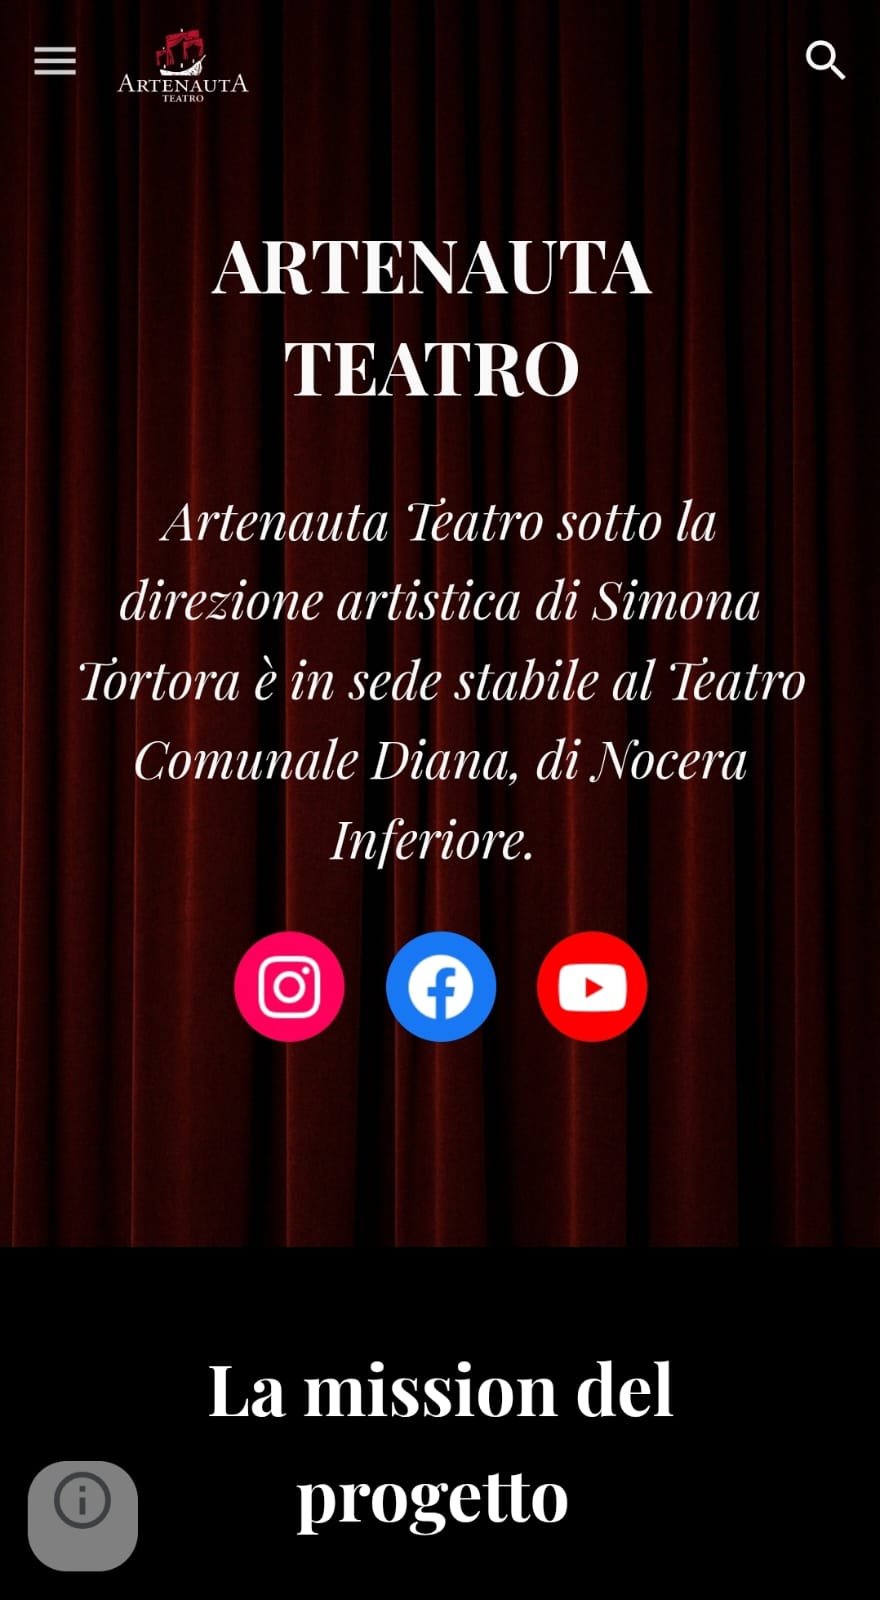 ARTENAUTA
TEATRO
ARTENAUTA
TEATRO
Artenauta Teatro sotto la
direzione artistica di Simona
Tortora è in sede stabile al Teatro
Comunale Diana, di Nocera
Inferiore.
La mission del
progetto